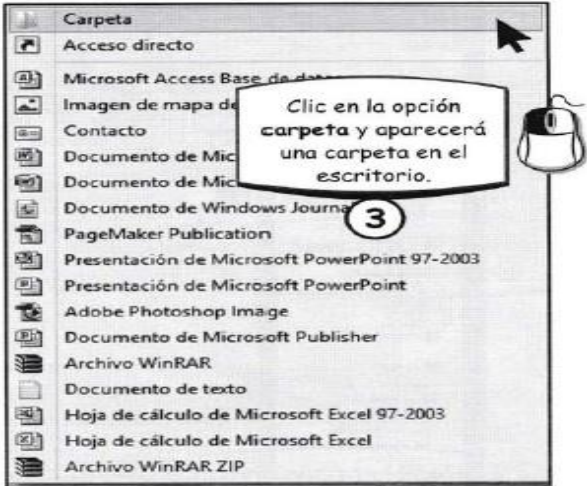 Carpeta
Acceso directo
Microsoft Access Base de datos
Imagen de mapa de
Contacto
Documento de Mic
Documento de Mic
Documento de Windows Journa
PageMaker Publication
Presentación de Microsoft PowerPoint 97-2003
Presentación de Microsoft PowerPoint
Adobe Photoshop Image
Documento de Microsoft Publisher
Archivo WinRAR
Documento de texto
Hoja de cálculo de Microsoft Excel 97-2003
Hoja de cálculo de Microsoft Excel
Archivo WinRAR ZIP
Clic en la opción
carpeta y aparecerá
una carpeta en el
escritorio.
3